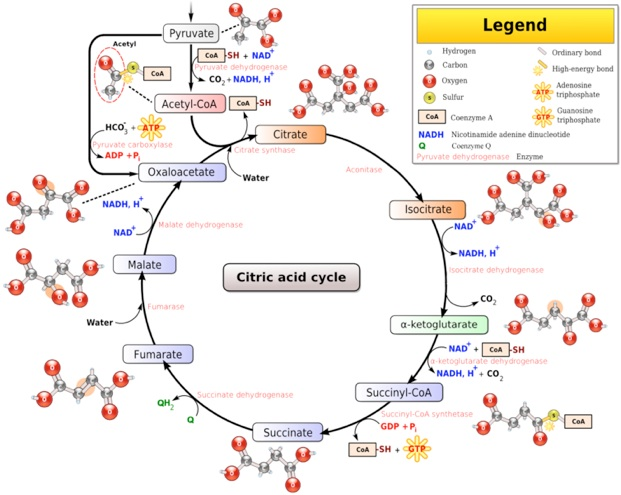 Pyruvate
CoA -SH + NAD+
Pyruvate dehydrogenase
CO2 + NADH, H+
Acetyl
S
CoA
Acetyl-CoA
CoA -SH
HCO3- + ATP
Pyruvate carboxylase
ADP + Pi
Citrate
Citrate synthase
Water
Oxaloacetate
Aconitase
Isocitrate
NAD+
NADH, H+
Isocitrate dehydrogenase
CO2
α-ketoglutarate
NAD+ + CoA -SH
α-ketoglutarate dehydrogenase
NADH, H+ + CO2
Succinyl-CoA
S
CoA
Succinyl-CoA synthetase
GDP + Pi
CoA -SH + GTP
Succinate
Succinate dehydrogenase
QH2
Q
Fumarate
Fumarase
Water
Malate
Malate dehydrogenase
NAD+
NADH, H+
Citric acid cycle
Legend
Hydrogen
Carbon
Oxygen
S Sulfur
CoA Coenzyme A
NADH Nicotinamide adenine dinucleotide
Q Coenzyme Q
Pyruvate dehydrogenase Enzyme
Ordinary bond
High-energy bond
ATP Adenosine
triphosphate
GTP Guanosine
triphosphate